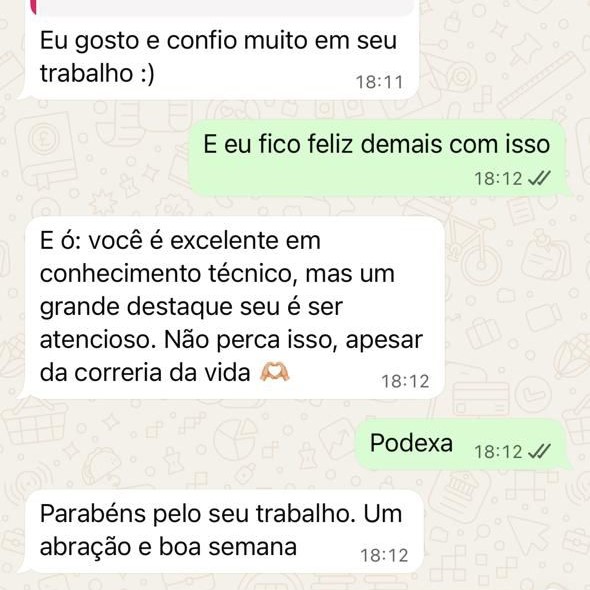 Eu gosto e confio muito em seu
trabalho :)
18:11
E eu fico feliz demais com isso
18:12
E ó: você é excelente em
conhecimento técnico, mas um
grande destaque seu é ser
atencioso. Não perca isso, apesar
da correria da vida 🫶🏼
18:12
Podexa
18:12
Parabéns pelo seu trabalho. Um
abração e boa semana
18:12